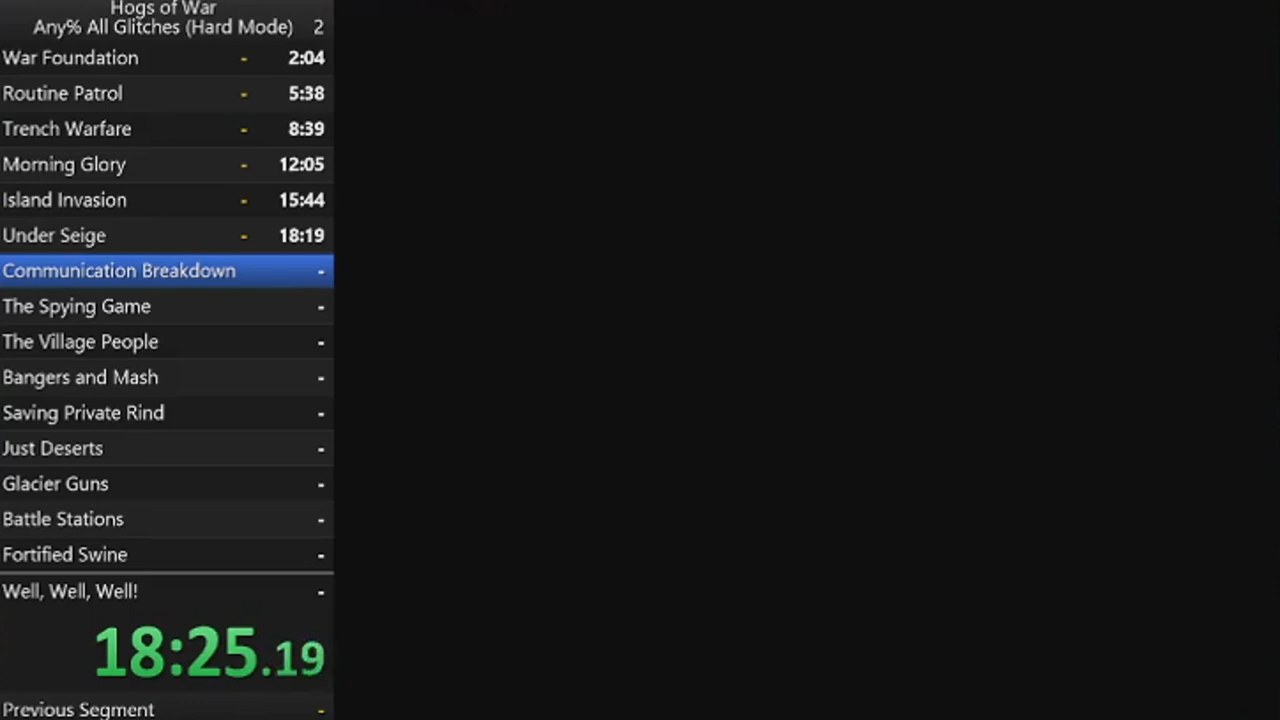 Hogs of War
Any% All Glitches (Hard Mode) 2
War Foundation - 2:04
Routine Patrol - 5:38
Trench Warfare - 8:39
Morning Glory - 12:05
Island Invasion - 15:44
Under Seige - 18:19
Communication Breakdown -
The Spying Game -
The Village People -
Bangers and Mash -
Saving Private Rind -
Just Deserts -
Glacier Guns -
Battle Stations -
Fortified Swine -
Well, Well, Well! -
18:25.19
Previous Segment -